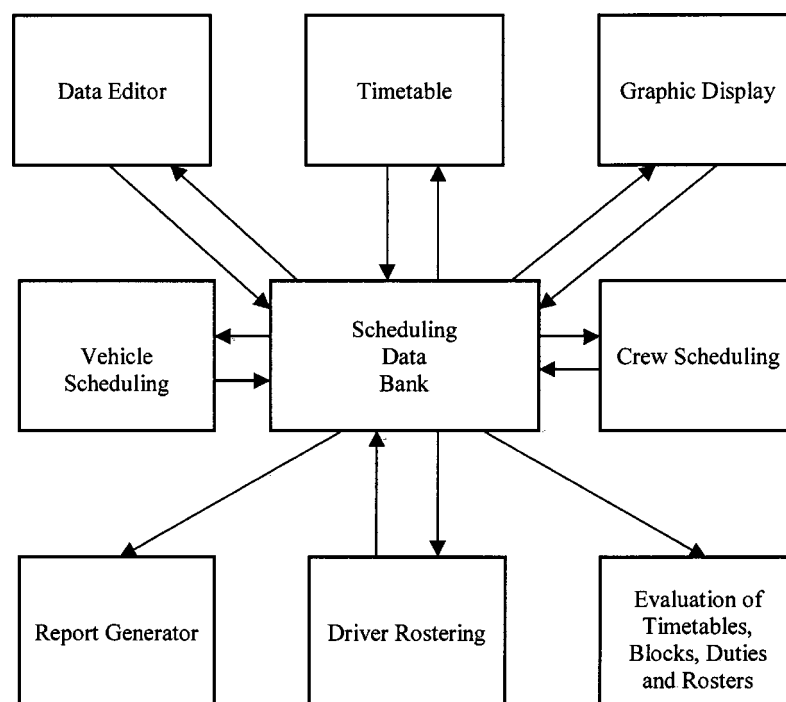 Data Editor
Timetable
Graphic Display
Vehicle
Scheduling
Scheduling
Data
Bank
Crew Scheduling
Report Generator
Driver Rostering
Evaluation of
Timetables,
Blocks, Duties
and Rosters